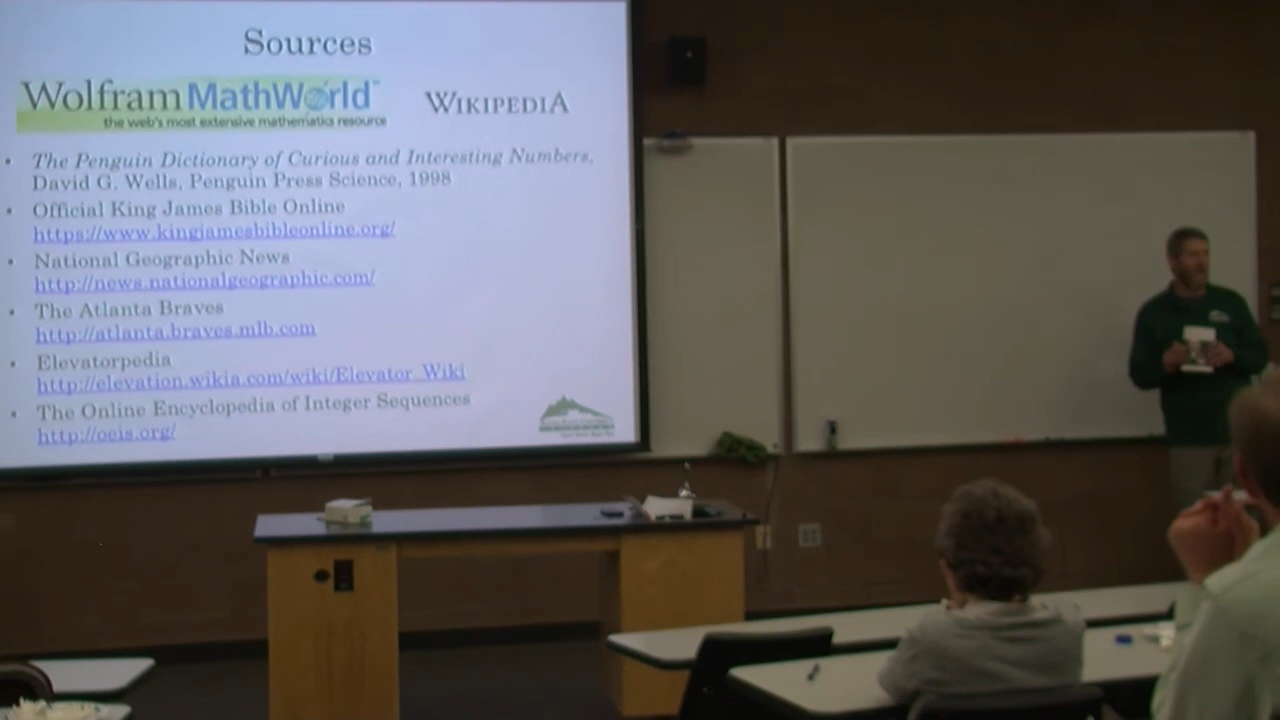 Sources
Wolfram MathWorld™
the web's most extensive mathematics resource
WIKIPEDIA
• The Penguin Dictionary of Curious and Interesting Numbers,
David G. Wells, Penguin Press Science, 1998
• Official King James Bible Online
https://www.kingjamesbibleonline.org/
• National Geographic News
http://news.nationalgeographic.com/
• The Atlanta Braves
http://atlanta.braves.mlb.com
• Elevatorpedia
http://elevation.wikia.com/wiki/Elevator_Wiki
• The Online Encyclopedia of Integer Sequences
http://oeis.org/